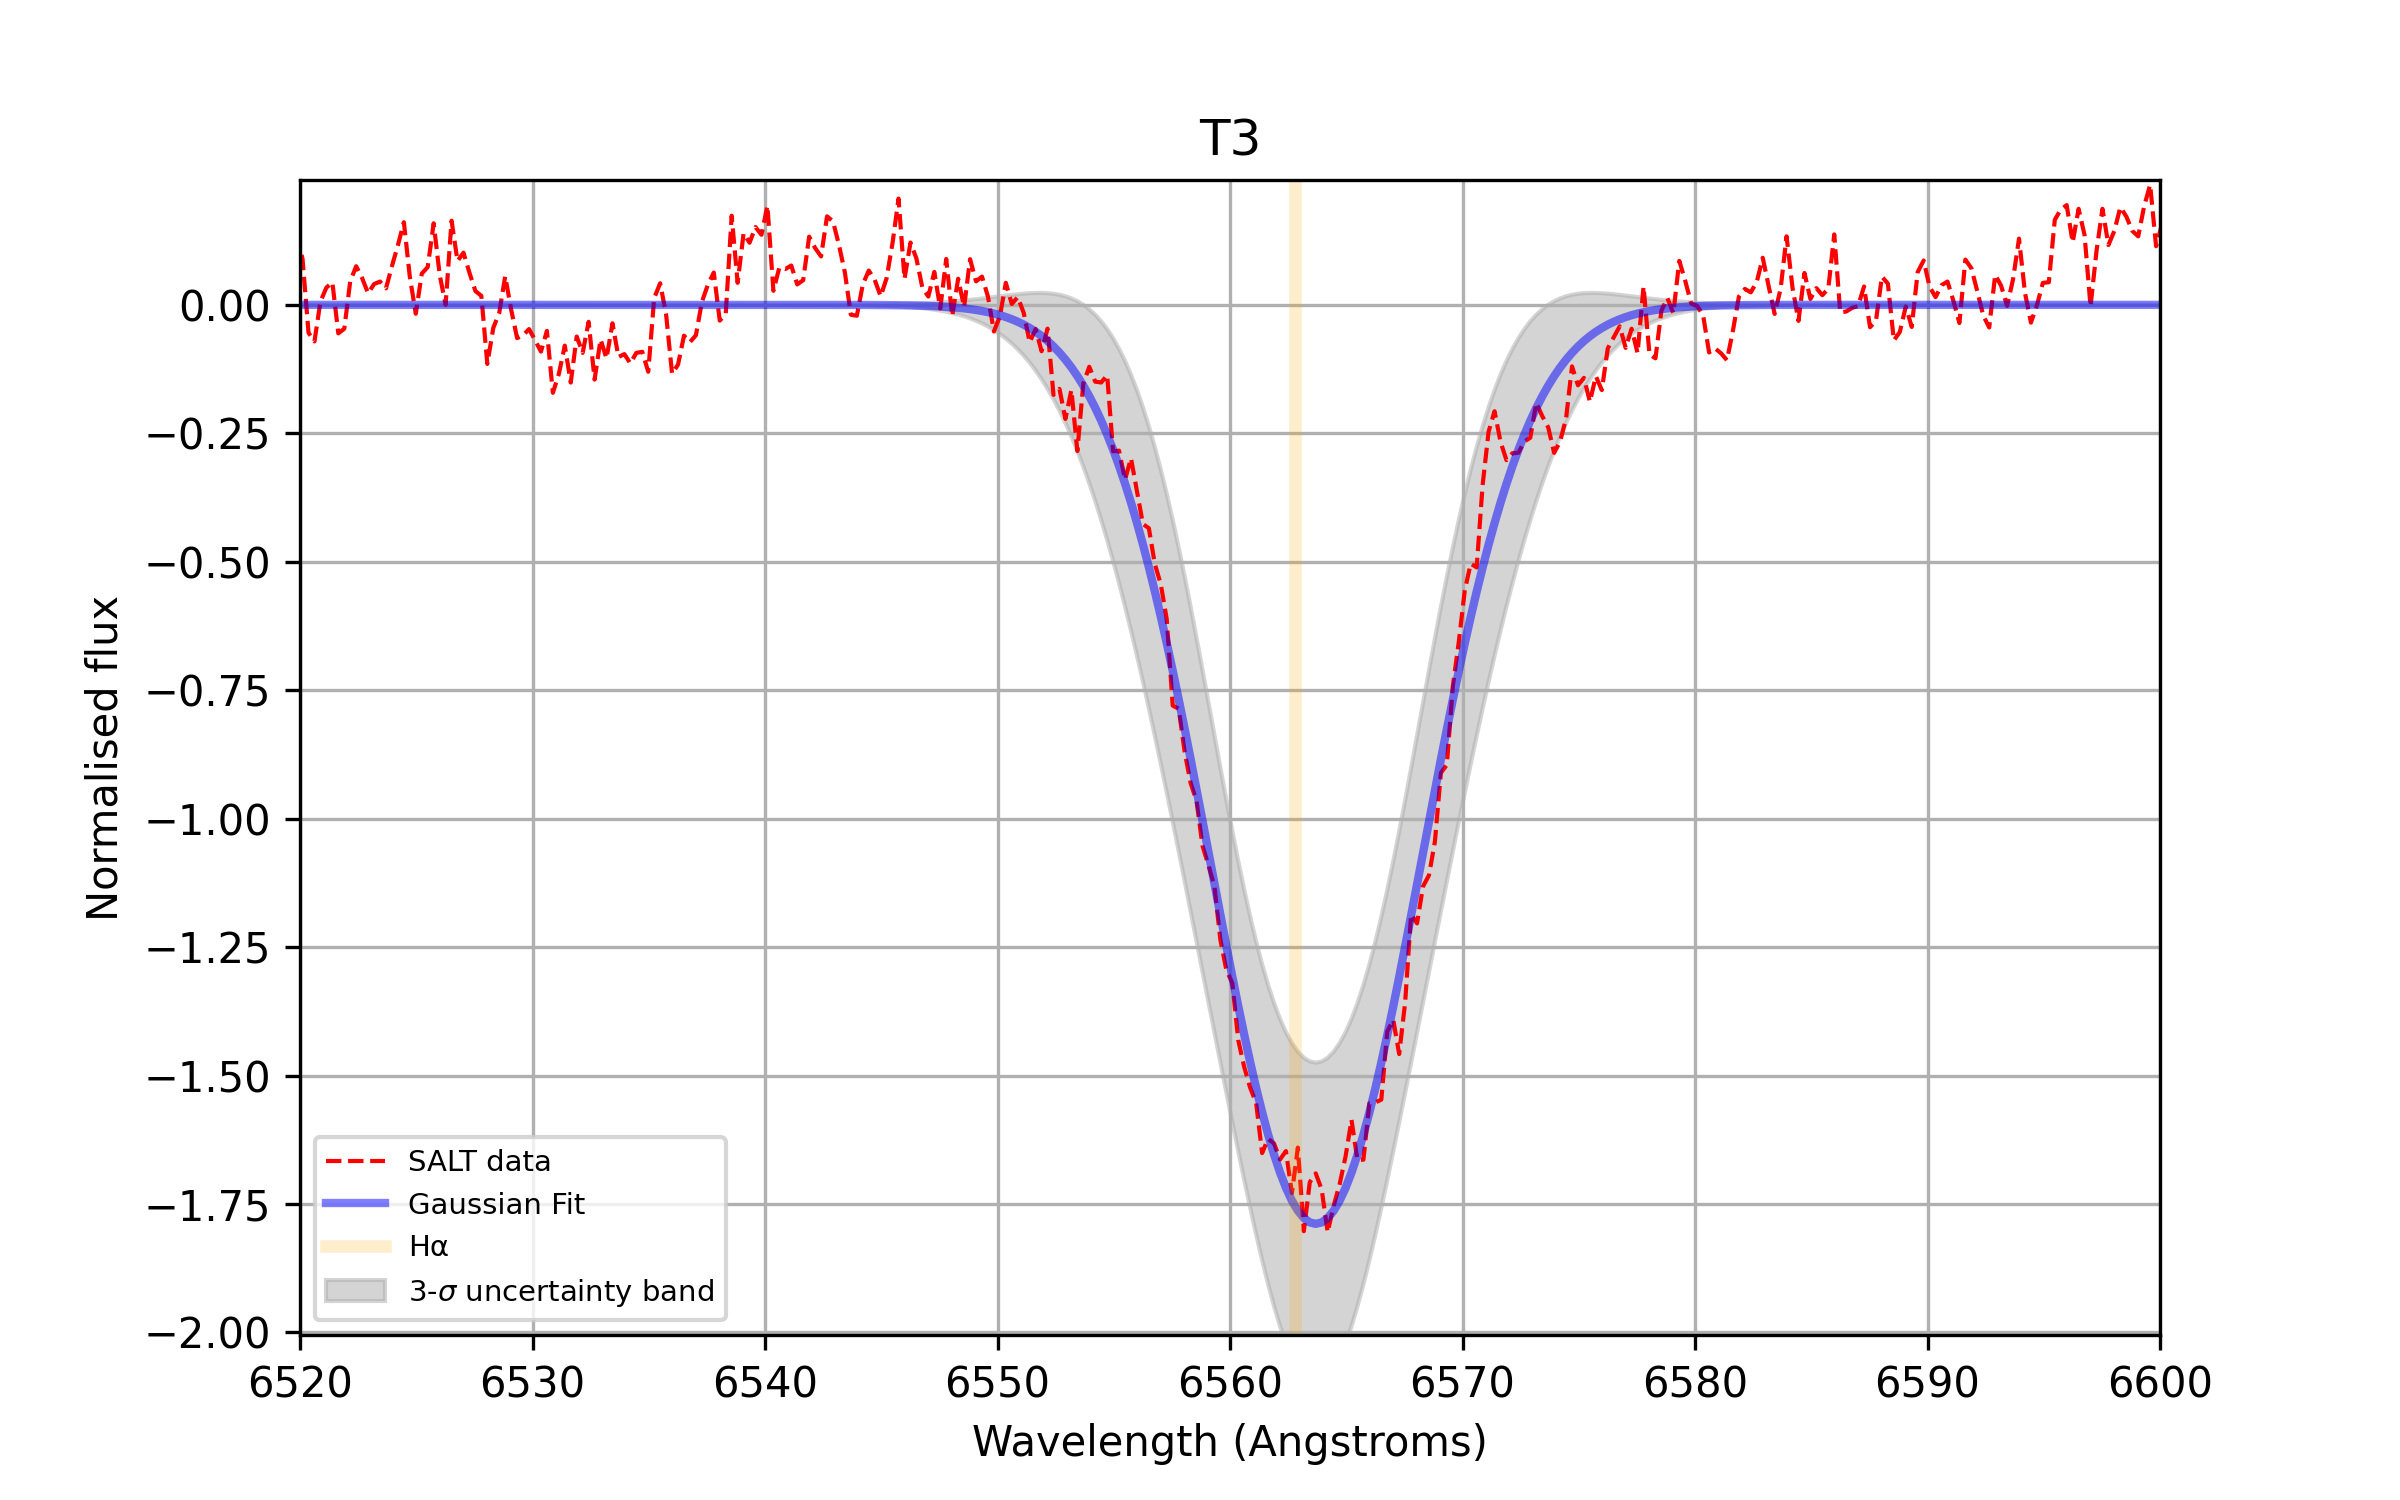 T3
Normalised flux
0.00
−0.25
−0.50
−0.75
−1.00
−1.25
−1.50
−1.75
−2.00
SALT data
Gaussian Fit
Hα
3-σ uncertainty band
6520 6530 6540 6550 6560 6570 6580 6590 6600
Wavelength (Angstroms)